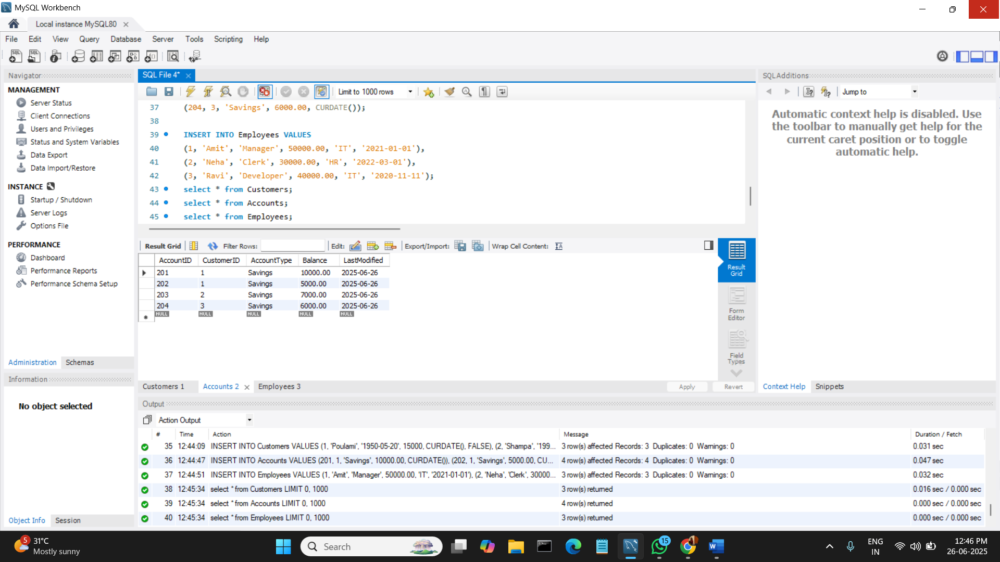 MySQL Workbench
Local instance MySQL80
File Edit View Query Database Server Tools Scripting Help
Navigator
MANAGEMENT
Server Status
Client Connections
Users and Privileges
Status and System Variables
Data Export
Data Import/Restore
INSTANCE
Startup / Shutdown
Server Logs
Options File
PERFORMANCE
Dashboard
Performance Reports
Performance Schema Setup
Administration Schemas
Information
No object selected
Object Info Session
SQL File 4*
Limit to 1000 rows
37 (204, 3, 'Savings', 6000.00, CURDATE());
38
39 INSERT INTO Employees VALUES
40 (1, 'Amit', 'Manager', 50000.00, 'IT', '2021-01-01'),
41 (2, 'Neha', 'Clerk', 30000.00, 'HR', '2022-03-01'),
42 (3, 'Ravi', 'Developer', 40000.00, 'IT', '2020-11-11');
43 select * from Customers;
44 select * from Accounts;
45 select * from Employees;
Result Grid Filter Rows: Edit: Export/Import: Wrap Cell Content:
AccountID CustomerID AccountType Balance LastModified
201 1 Savings 10000.00 2025-06-26
202 1 Savings 5000.00 2025-06-26
203 2 Savings 7000.00 2025-06-26
204 3 Savings 6000.00 2025-06-26
NULL NULL NULL NULL NULL
Result
Grid
Form
Editor
Field
Types
Customers 1 Accounts 2 Employees 3 Apply Revert
SQLAdditions
Jump to
Automatic context help is disabled. Use
the toolbar to manually get help for the
current caret position or to toggle
automatic help.
Context Help Snippets
Output
Action Output
# Time Action Message Duration / Fetch
35 12:44:09 INSERT INTO Customers VALUES (1, 'Poulami', '1950-05-20', 15000, CURDATE(), FALSE), (2, 'Shampa', '199... 3 row(s) affected Records: 3 Duplicates: 0 Warnings: 0 0.031 sec
36 12:44:47 INSERT INTO Accounts VALUES (201, 1, 'Savings', 10000.00, CURDATE()), (202, 1, 'Savings', 5000.00, CU... 4 row(s) affected Records: 4 Duplicates: 0 Warnings: 0 0.047 sec
37 12:44:51 INSERT INTO Employees VALUES (1, 'Amit', 'Manager', 50000.00, 'IT', '2021-01-01'), (2, 'Neha', 'Clerk', 30000... 3 row(s) affected Records: 3 Duplicates: 0 Warnings: 0 0.032 sec
38 12:45:34 select * from Customers LIMIT 0, 1000 3 row(s) returned 0.016 sec / 0.000 sec
39 12:45:34 select * from Accounts LIMIT 0, 1000 4 row(s) returned 0.000 sec / 0.000 sec
40 12:45:34 select * from Employees LIMIT 0, 1000 3 row(s) returned 0.000 sec / 0.000 sec
5
31°C
Mostly sunny
Search
15
ENG
IN
12:46 PM
26-06-2025